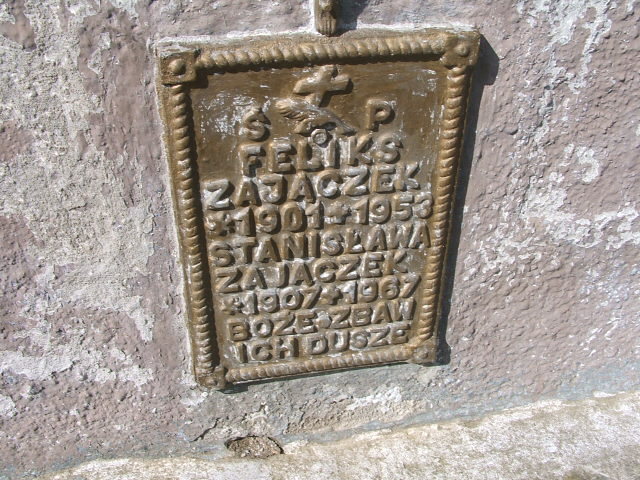 S P
FELIKS
ZAJĄCZEK
*1901+1953
STANISŁAWA
ZAJĄCZEK
*1907+1967
BOŻE ZBAW
ICH DUSZE